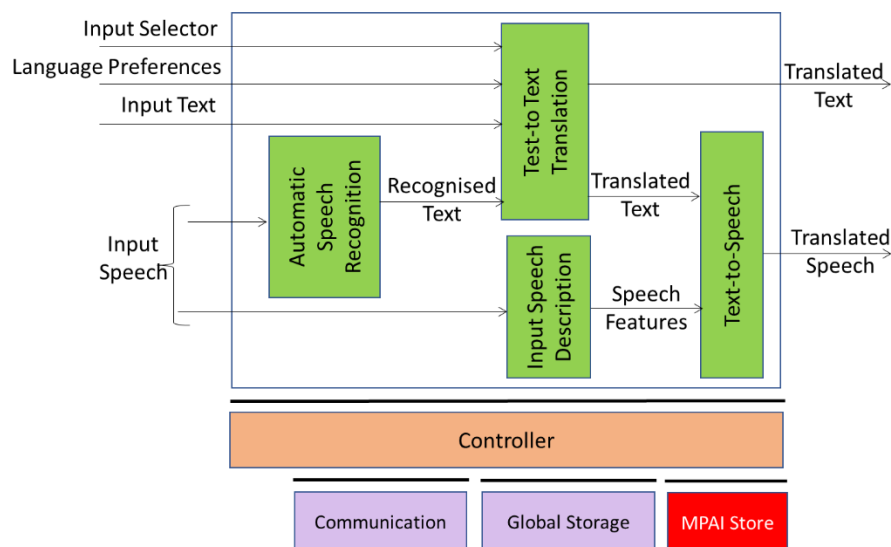 Input Selector
Language Preferences
Input Text
Test-to Text
Translation
Translated
Text
Automatic
Speech
Recognition
Recognised
Text
Translated
Text
Input
Speech
Input Speech
Description
Speech
Features
Text-to-Speech
Translated
Speech
Controller
Communication
Global Storage
MPAI Store